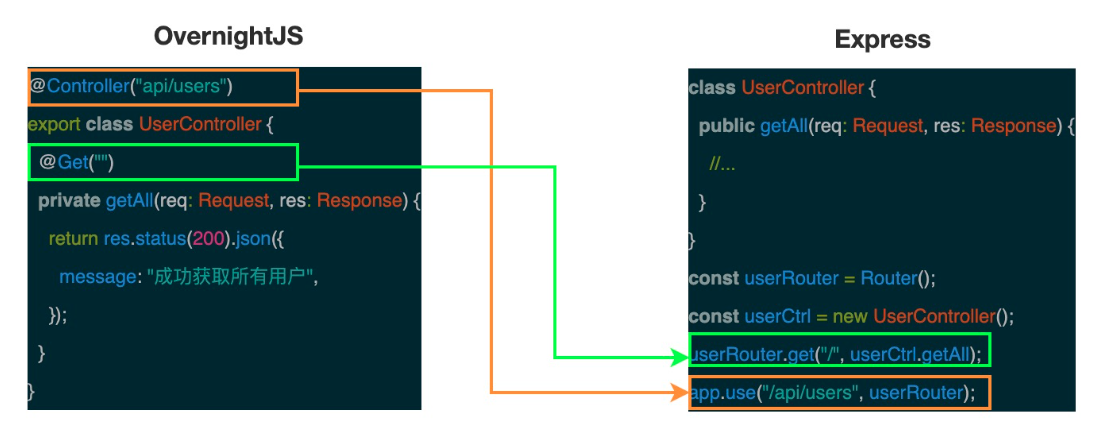 OvernightJS
@Controller("api/users")
export class UserController {
@Get("")
private getAll(req: Request, res: Response) {
return res.status(200).json({
message: "成功获取所有用户",
});
}
}
Express
class UserController {
public getAll(req: Request, res: Response) {
//...
}
}
const userRouter = Router();
const userCtrl = new UserController();
userRouter.get("/", userCtrl.getAll);
app.use("/api/users", userRouter);